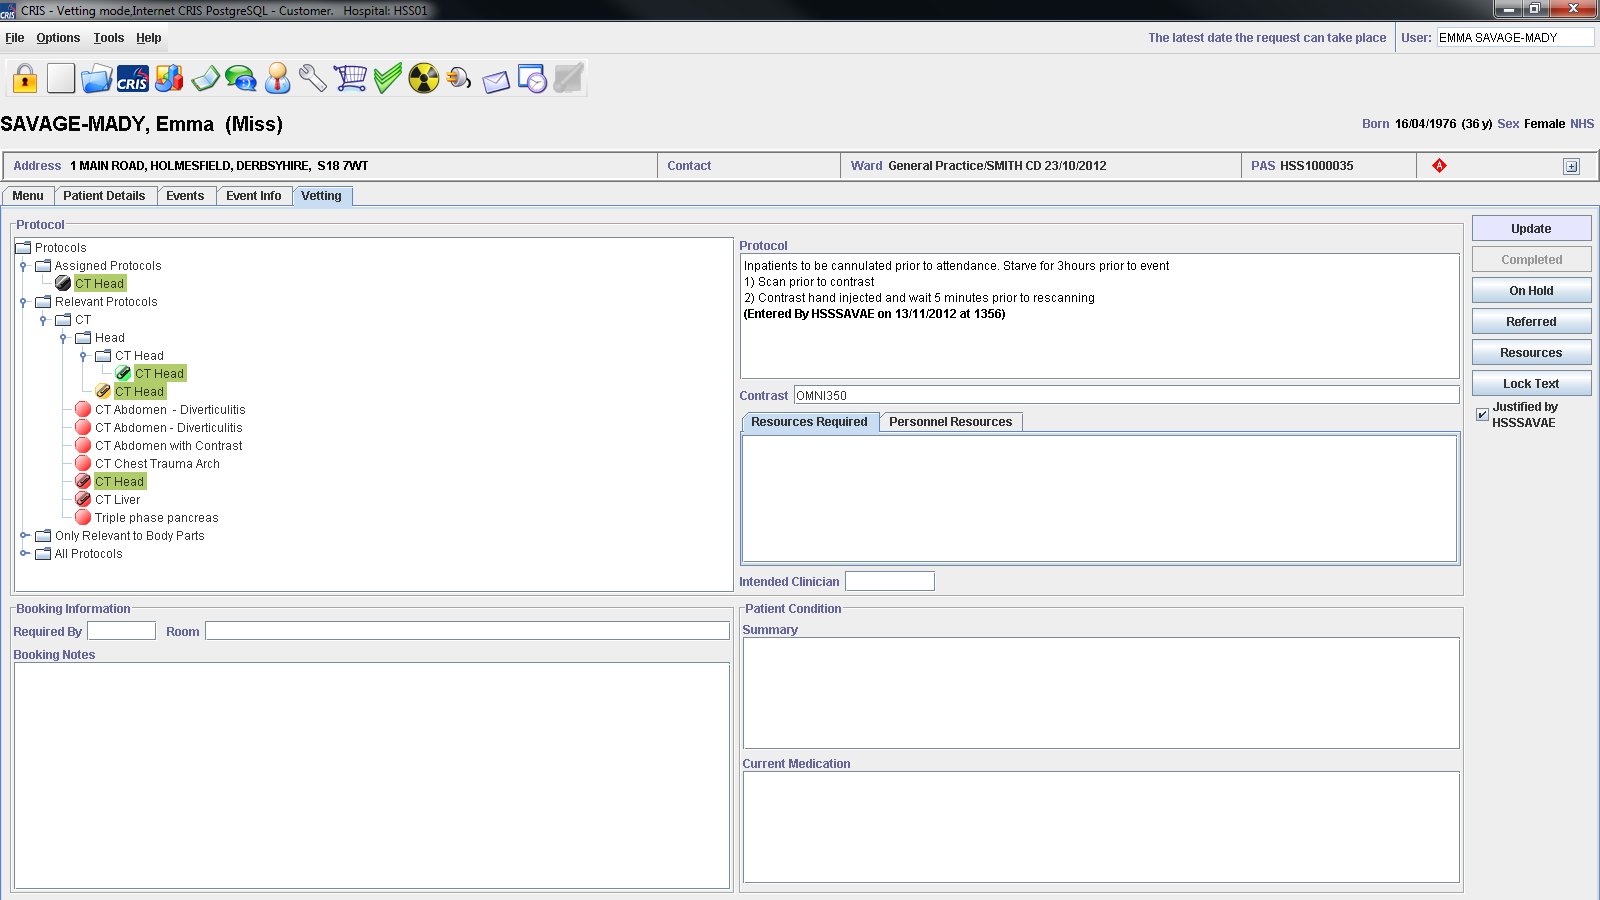 CRIS - Vetting mode,Internet CRIS PostgreSQL - Customer.   Hospital: HSS01
File Options Tools Help
The latest date the request can take place
User: EMMA SAVAGE-MADY
CRIS
SAVAGE-MADY, Emma  (Miss)
Born 16/04/1976 (36 y) Sex Female NHS
Address 1 MAIN ROAD, HOLMESFIELD, DERBSYHIRE,  S18 7WT
Contact
Ward General Practice/SMITH CD 23/10/2012
PAS HSS1000035
A
Menu Patient Details Events Event Info Vetting
Protocol
Protocols
Assigned Protocols
CT Head
Relevant Protocols
CT
Head
CT Head
CT Head
CT Head
CT Abdomen  - Diverticulitis
CT Abdomen - Diverticulitis
CT Abdomen with Contrast
CT Chest Trauma Arch
CT Head
CT Liver
Triple phase pancreas
Only Relevant to Body Parts
All Protocols
Protocol
Inpatients to be cannulated prior to attendance. Starve for 3hours prior to event
1) Scan prior to contrast
2) Contrast hand injected and wait 5 minutes prior to rescanning
(Entered By HSSSAVAE on 13/11/2012 at 1356)
Contrast OMNI350
Resources Required Personnel Resources
Intended Clinician
Update
Completed
On Hold
Referred
Resources
Lock Text
Justified by
HSSSAVAE
Booking Information
Required By Room
Booking Notes
Patient Condition
Summary
Current Medication